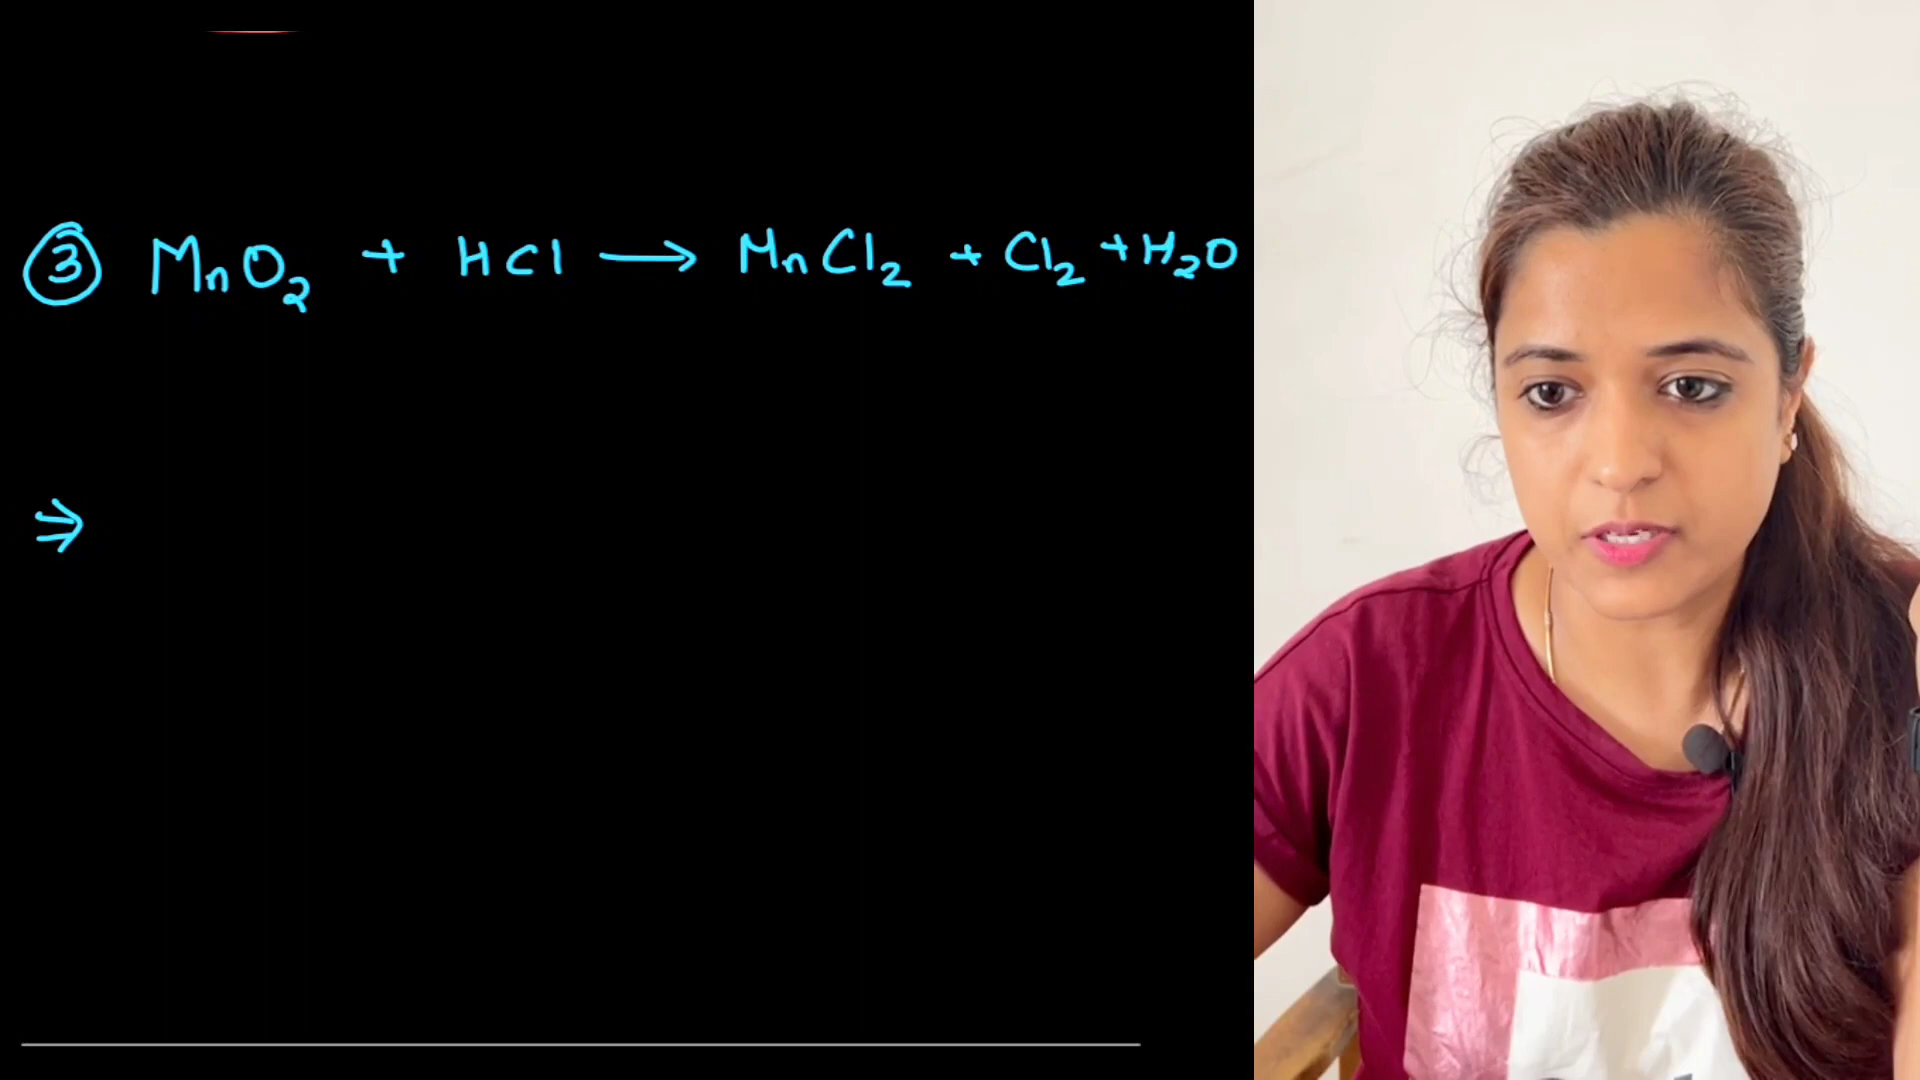 ③ MnO₂ + HCl ⟶ MnCl₂ + Cl₂ + H₂O
⇒